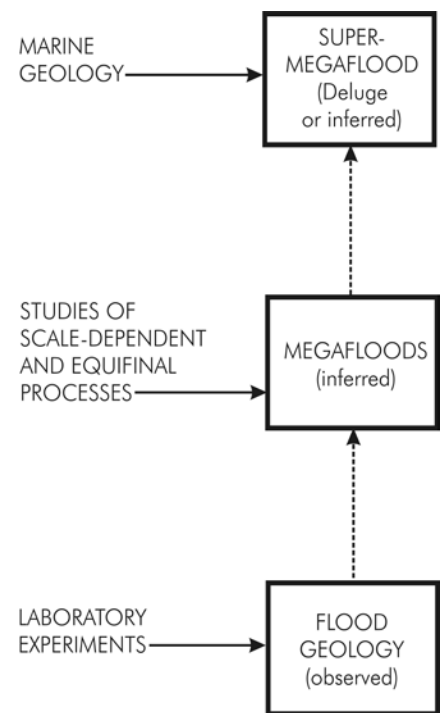 MARINE
GEOLOGY
SUPER-
MEGAFLOOD
(Deluge
or inferred)
STUDIES OF
SCALE-DEPENDENT
AND EQUIFINAL
PROCESSES
MEGAFLOODS
(inferred)
LABORATORY
EXPERIMENTS
FLOOD
GEOLOGY
(observed)